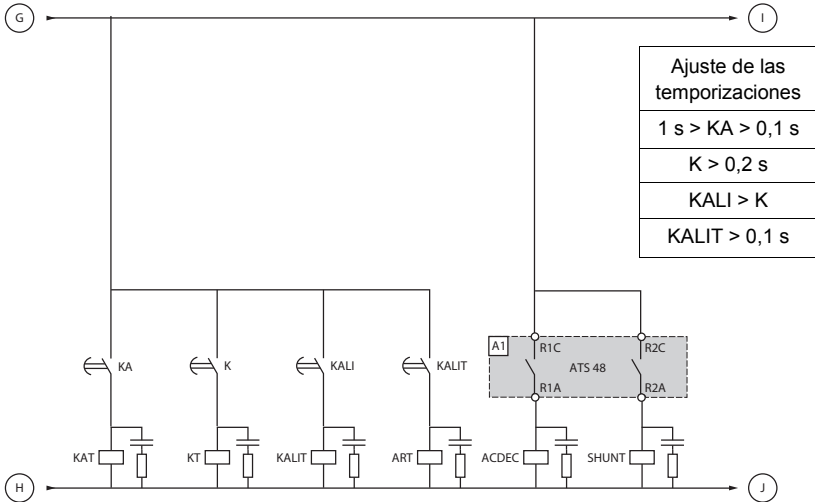 G
I
Ajuste de las
temporizaciones
1 s > KA > 0,1 s
K > 0,2 s
KALI > K
KALIT > 0,1 s
A1
R1C
R2C
KA
K
KALI
KALIT
ATS 48
R1A
R2A
KAT
KT
KALIT
ART
ACDEC
SHUNT
H
J